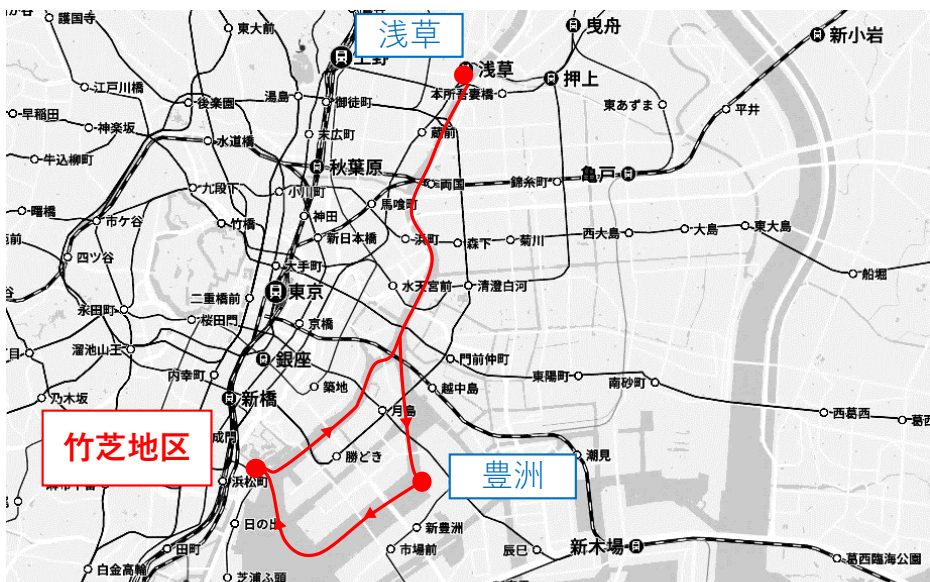 護国寺
東大前
浅草
上野
曳舟
新小岩
浅草
押上
江戸川橋
後楽園
湯島
御徒町
本所吾妻橋
東あずま
平井
早稲田
神楽坂
水道橋
末広町
蔵前
牛込柳町
秋葉原
両国
錦糸町
亀戸
九段下
小川町
馬喰町
曙橋
市ケ谷
竹橋
神田
新日本橋
浜町
森下
菊川
西大島
大島
東大島
四ツ谷
大手町
船堀
二重橋前
東京
水天宮前
清澄白河
永田町
桜田門
京橋
溜池山王
銀座
門前仲町
内幸町
東陽町
南砂町
乃木坂
新橋
築地
越中島
月島
西葛西
葛西
竹芝地区
成門
勝どき
潮見
豊洲
浜松町
日の出
新豊洲
田町
市場前
辰巳
新木場
葛西臨海公園
白金高輪
芝浦ふ頭